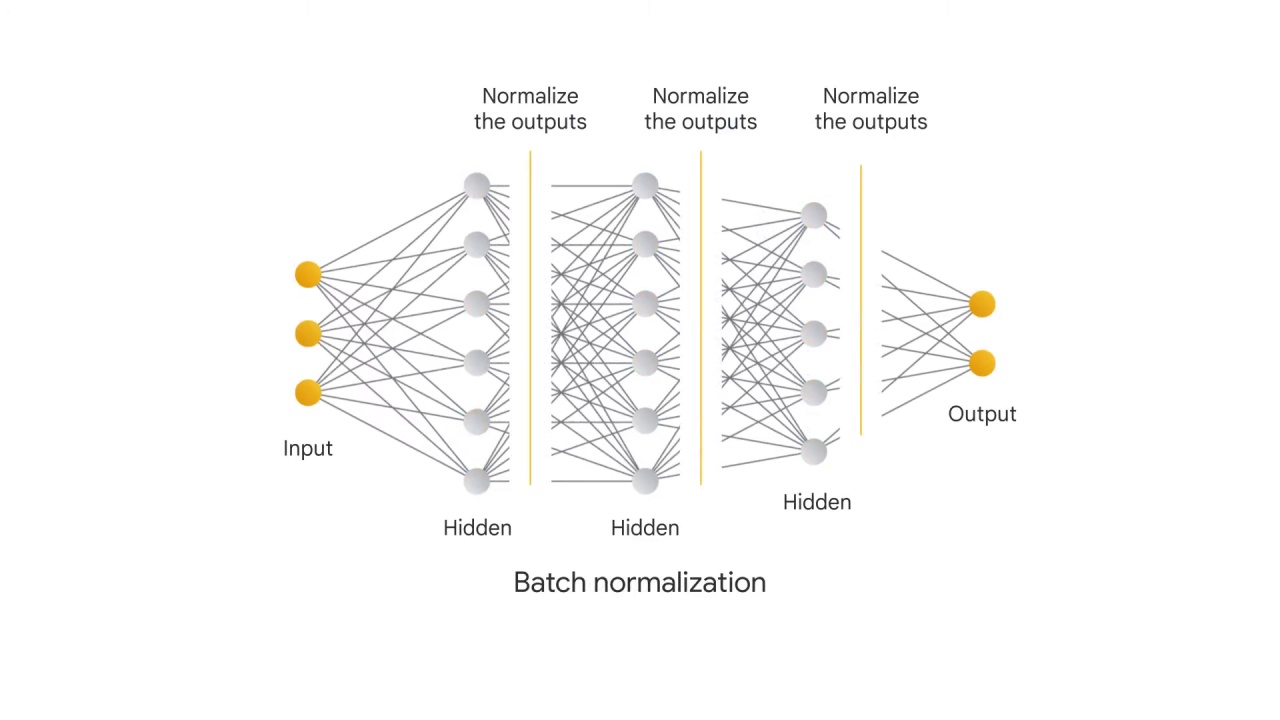 Normalize
the outputs
Normalize
the outputs
Normalize
the outputs
Input
Output
Hidden
Hidden
Hidden
Batch normalization